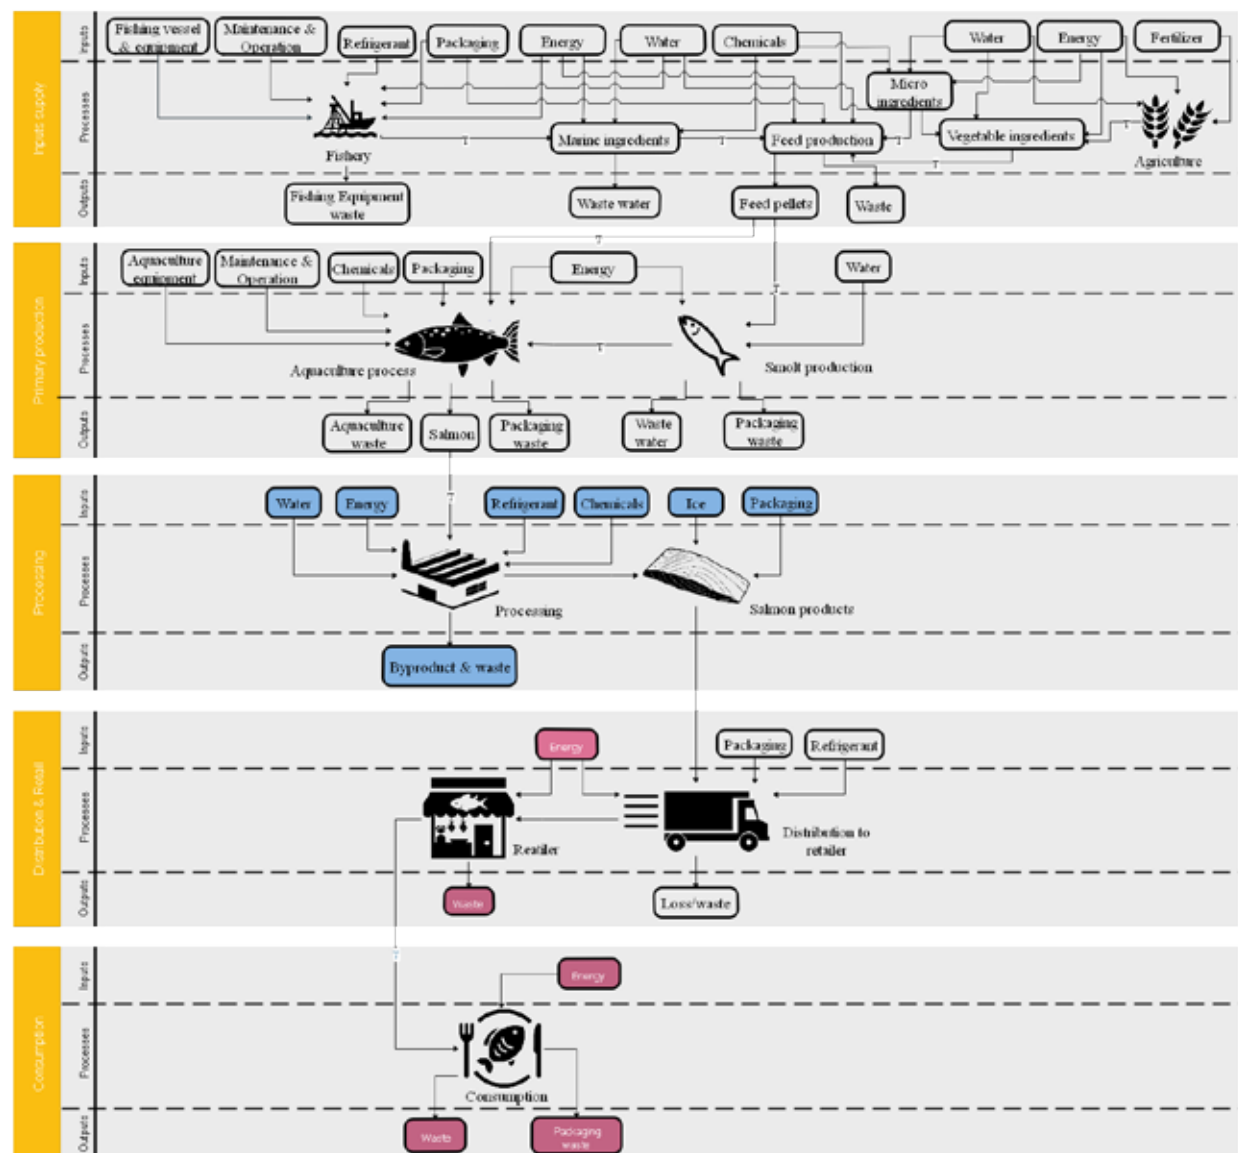 Inputs supply
Inputs
Fishing vessel
& equipment
Maintenance &
Operation
Refrigerant
Packaging
Energy
Water
Chemicals
Water
Energy
Fertilizer
Processes
Fishery
T
Marine ingredients
T
Feed production
T
Micro
ingredients
Vegetable ingredients
T
T
Agriculture
Outputs
Fishing Equipment
waste
Waste water
Feed pellets
Waste
T
Primary production
Inputs
Aquaculture
equipment
Maintenance &
Operation
Chemicals
Packaging
Energy
Water
T
Processes
Aquaculture process
T
Smolt production
Outputs
Aquaculture
waste
Salmon
Packaging
waste
Waste
water
Packaging
waste
Processing
Inputs
Water
Energy
T
Refrigerant
Chemicals
Ice
Packaging
Processes
Processing
Salmon products
Outputs
Byproduct & waste
Distribution & Retail
Inputs
Energy
Packaging
Refrigerant
Processes
Reatiler
Distribution to
retailer
Outputs
Waste
Loss/waste
T
Consumption
Inputs
Energy
Processes
Consumption
Outputs
Waste
Packaging
waste